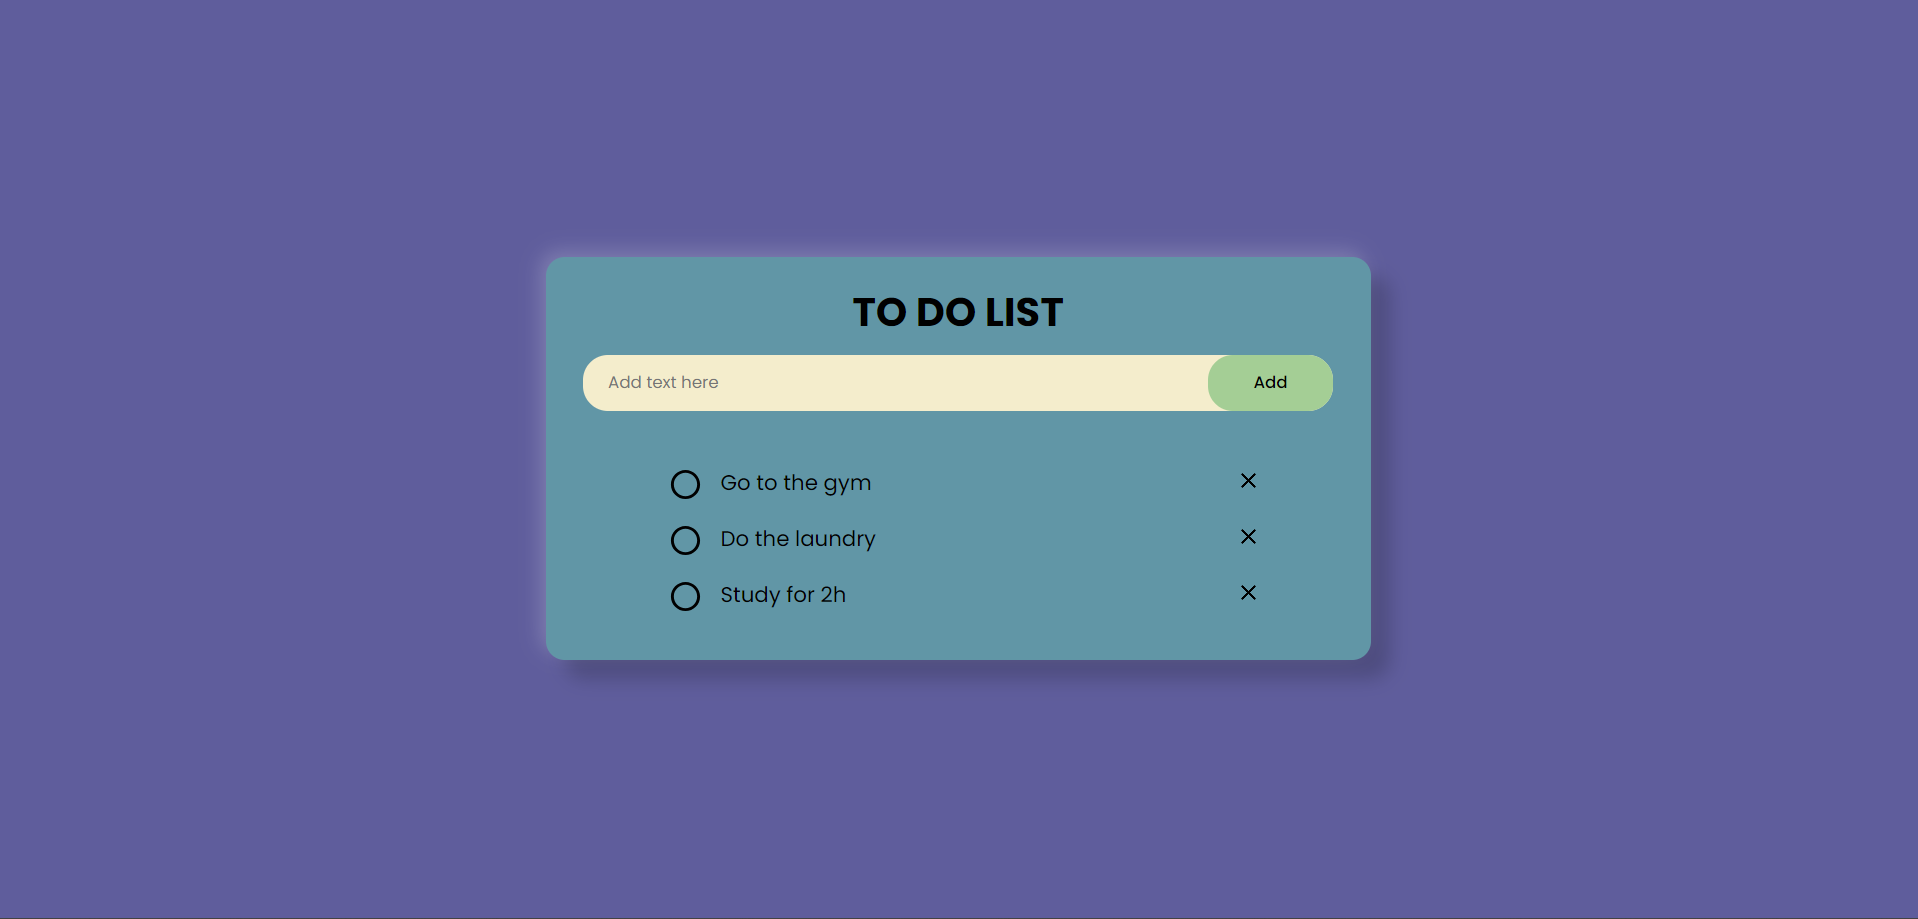 TO DO LIST
Add text here
Add
Go to the gym
Do the laundry
Study for 2h